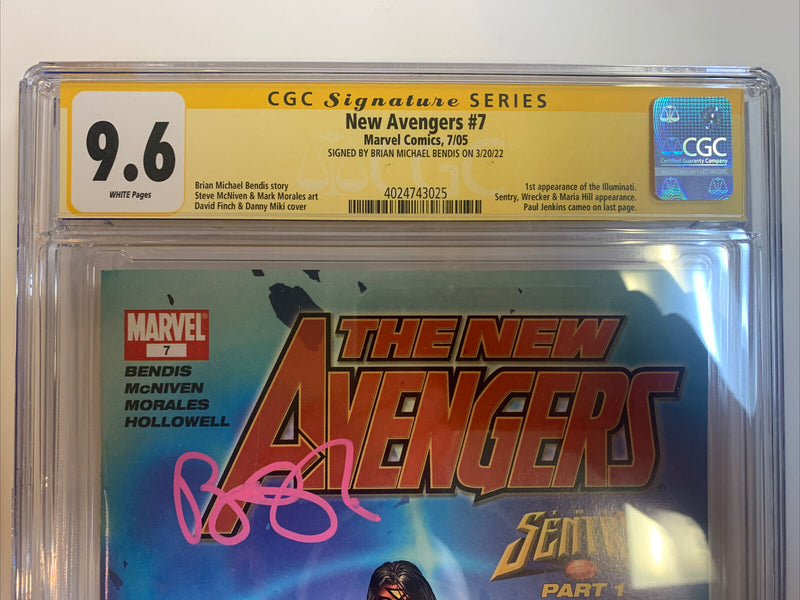 CGC Signature SERIES
9.6
WHITE Pages
New Avengers #7
Marvel Comics, 7/05
SIGNED BY BRIAN MICHAEL BENDIS ON 3/20/22
Brian Michael Bendis story
Steve McNiven & Mark Morales art
David Finch & Danny Miki cover
4024743025
1st appearance of the Illuminati.
Sentry, Wrecker & Maria Hill appearance.
Paul Jenkins cameo on last page.
CGC
Certified Guaranty Company
MARVEL
7
BENDIS
McNIVEN
MORALES
HOLLOWELL
THE NEW
AVENGERS
PART 1